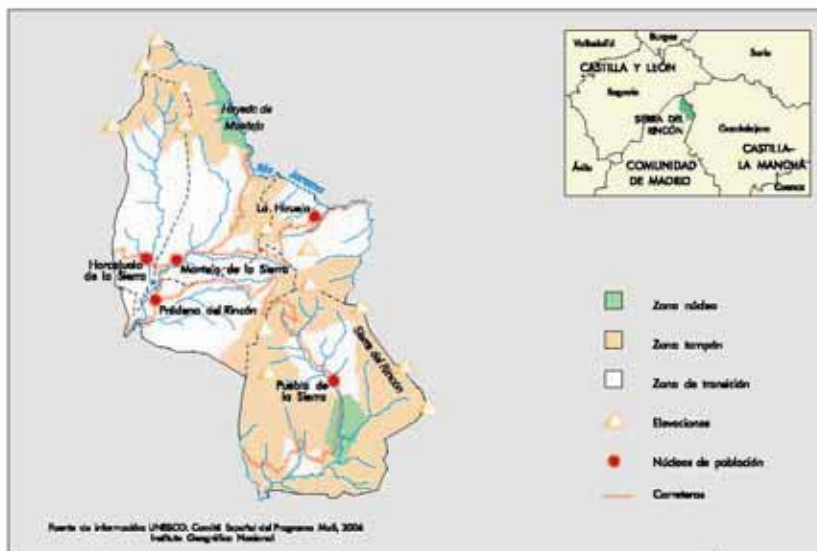 Hayedo de
Montejo
Río Jarama
La Hiruela
Horcajuelo
de la Sierra
Montejo de la Sierra
Prádena del Rincón
Sierra del Rincón
Puebla de
la Sierra
Valladolid
Burgos
Soria
CASTILLA Y LEÓN
Segovia
SIERRA DEL
RINCÓN
Guadalajara
CASTILLA-
LA MANCHA
Ávila
COMUNIDAD
DE MADRID
Cuenca
Zona núcleo
Zona tampón
Zona de transición
Elevaciones
Núcleos de población
Carreteras
Fuente de información: UNESCO. Comité Español del Programa MaB, 2006
Instituto Geográfico Nacional